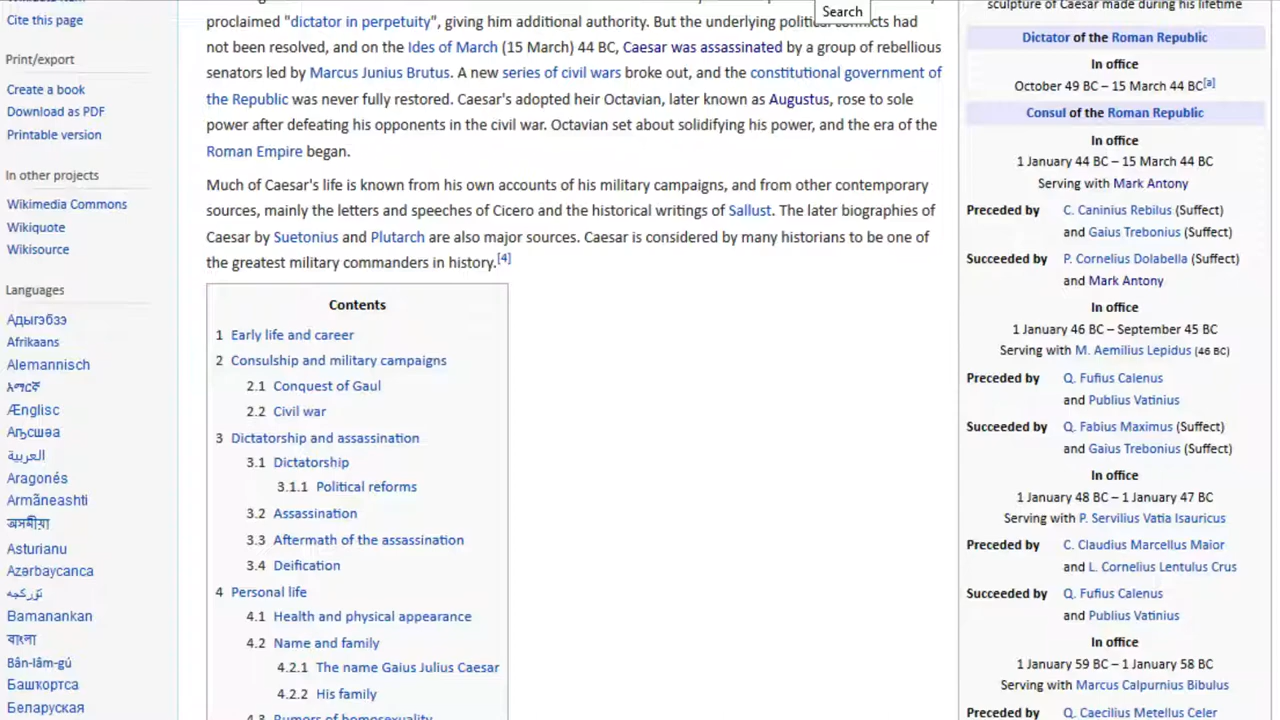 Cite this page
Print/export
Create a book
Download as PDF
Printable version
In other projects
Wikimedia Commons
Wikiquote
Wikisource
Languages
Адыгэбзэ
Afrikaans
Alemannisch
አማርኛ
Ænglisc
Аҧсшәа
العربية
Aragonés
Armãneashti
অসমীয়া
Asturianu
Azərbaycanca
تۆرکجه
Bamanankan
বাংলা
Bân-lâm-gú
Башҡортса
Беларуская
Search
proclaimed "dictator in perpetuity", giving him additional authority. But the underlying political conflicts had
not been resolved, and on the Ides of March (15 March) 44 BC, Caesar was assassinated by a group of rebellious
senators led by Marcus Junius Brutus. A new series of civil wars broke out, and the constitutional government of
the Republic was never fully restored. Caesar's adopted heir Octavian, later known as Augustus, rose to sole
power after defeating his opponents in the civil war. Octavian set about solidifying his power, and the era of the
Roman Empire began.
Much of Caesar's life is known from his own accounts of his military campaigns, and from other contemporary
sources, mainly the letters and speeches of Cicero and the historical writings of Sallust. The later biographies of
Caesar by Suetonius and Plutarch are also major sources. Caesar is considered by many historians to be one of
the greatest military commanders in history.[4]
Contents
1 Early life and career
2 Consulship and military campaigns
2.1 Conquest of Gaul
2.2 Civil war
3 Dictatorship and assassination
3.1 Dictatorship
3.1.1 Political reforms
3.2 Assassination
3.3 Aftermath of the assassination
3.4 Deification
4 Personal life
4.1 Health and physical appearance
4.2 Name and family
4.2.1 The name Gaius Julius Caesar
4.2.2 His family
4.3 Rumors of homosexuality
sculpture of Caesar made during his lifetime
Dictator of the Roman Republic
In office
October 49 BC – 15 March 44 BC[a]
Consul of the Roman Republic
In office
1 January 44 BC – 15 March 44 BC
Serving with Mark Antony
Preceded by C. Caninius Rebilus (Suffect)
and Gaius Trebonius (Suffect)
Succeeded by P. Cornelius Dolabella (Suffect)
and Mark Antony
In office
1 January 46 BC – September 45 BC
Serving with M. Aemilius Lepidus (46 BC)
Preceded by Q. Fufius Calenus
and Publius Vatinius
Succeeded by Q. Fabius Maximus (Suffect)
and Gaius Trebonius (Suffect)
In office
1 January 48 BC – 1 January 47 BC
Serving with P. Servilius Vatia Isauricus
Preceded by C. Claudius Marcellus Maior
and L. Cornelius Lentulus Crus
Succeeded by Q. Fufius Calenus
and Publius Vatinius
In office
1 January 59 BC – 1 January 58 BC
Serving with Marcus Calpurnius Bibulus
Preceded by Q. Caecilius Metellus Celer